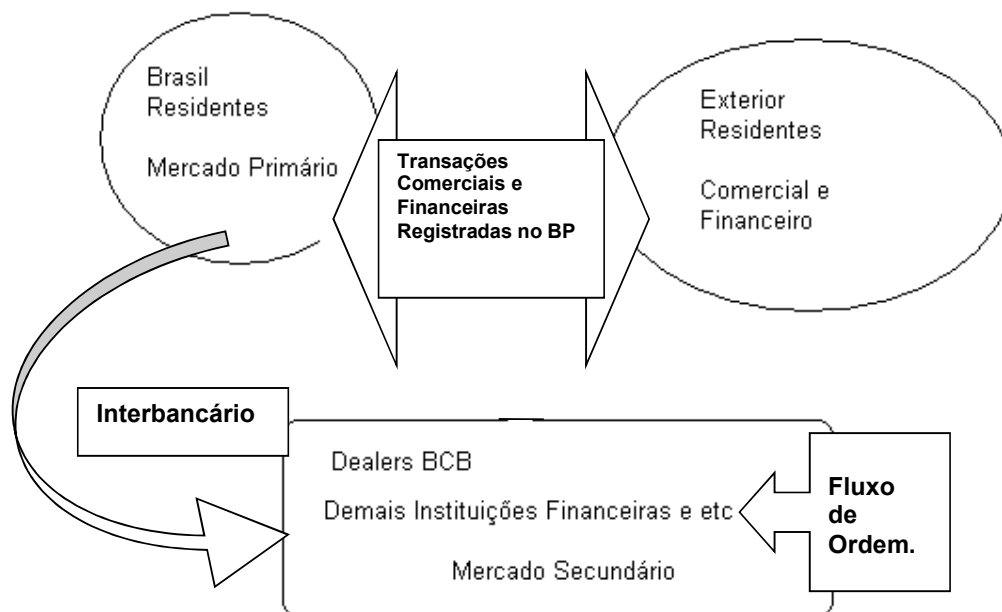 Brasil
Residentes
Mercado Primário
Transações
Comerciais e
Financeiras
Registradas no BP
Exterior
Residentes
Comercial e
Financeiro
Interbancário
Dealers BCB
Demais Instituições Financeiras e etc
Mercado Secundário
Fluxo
de
Ordem.